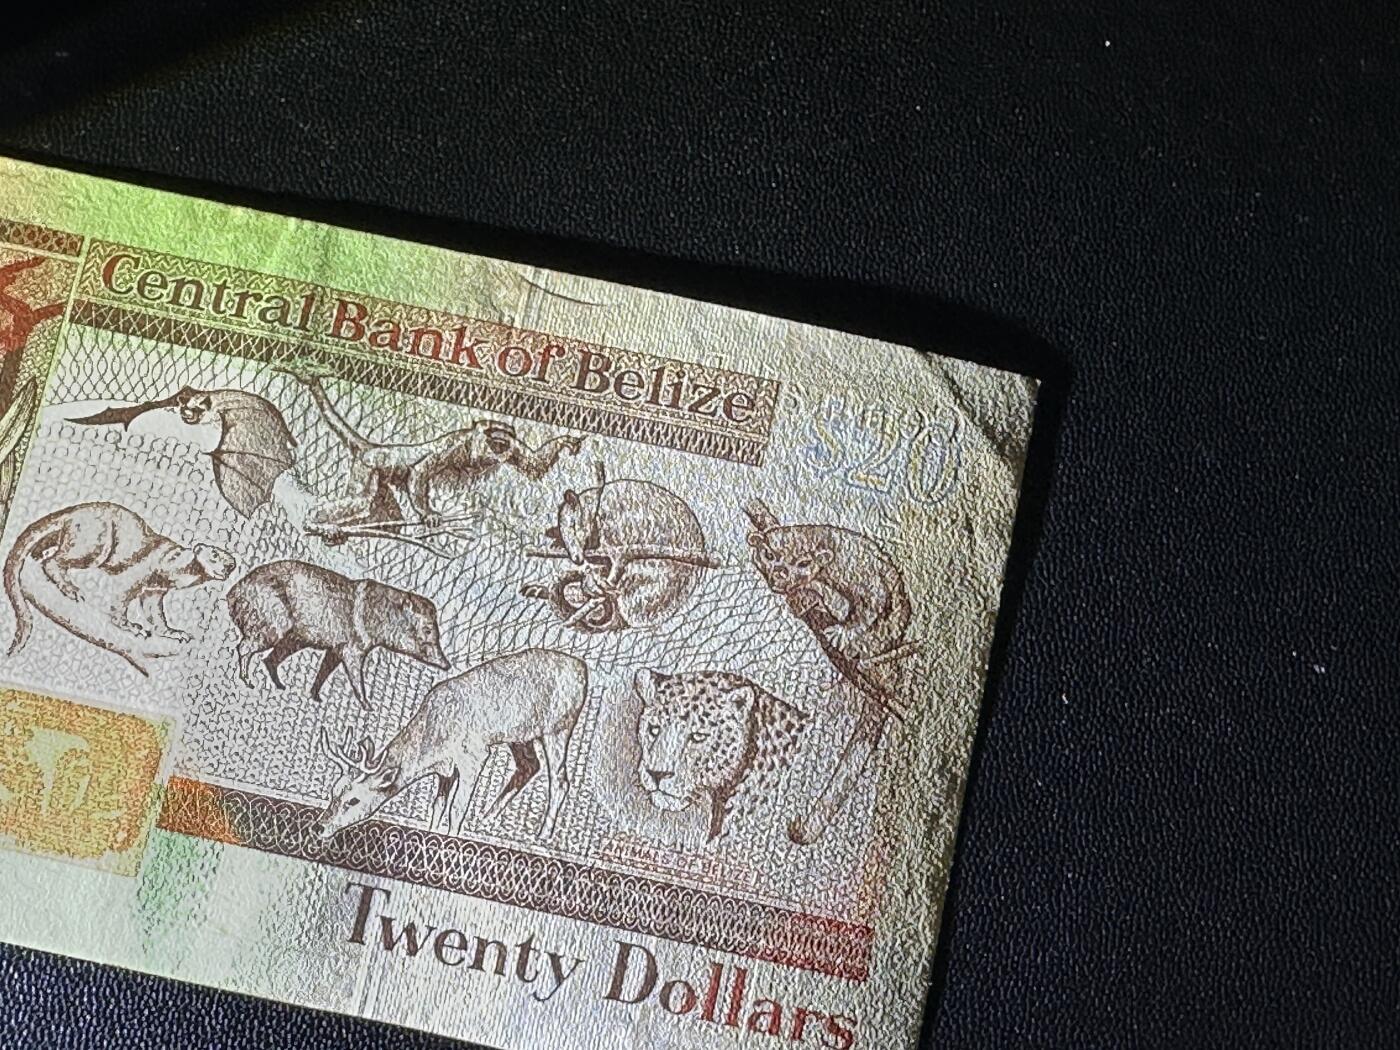 Central Bank of Belize
$20
ANIMALS OF BELIZE
Twenty Dollars